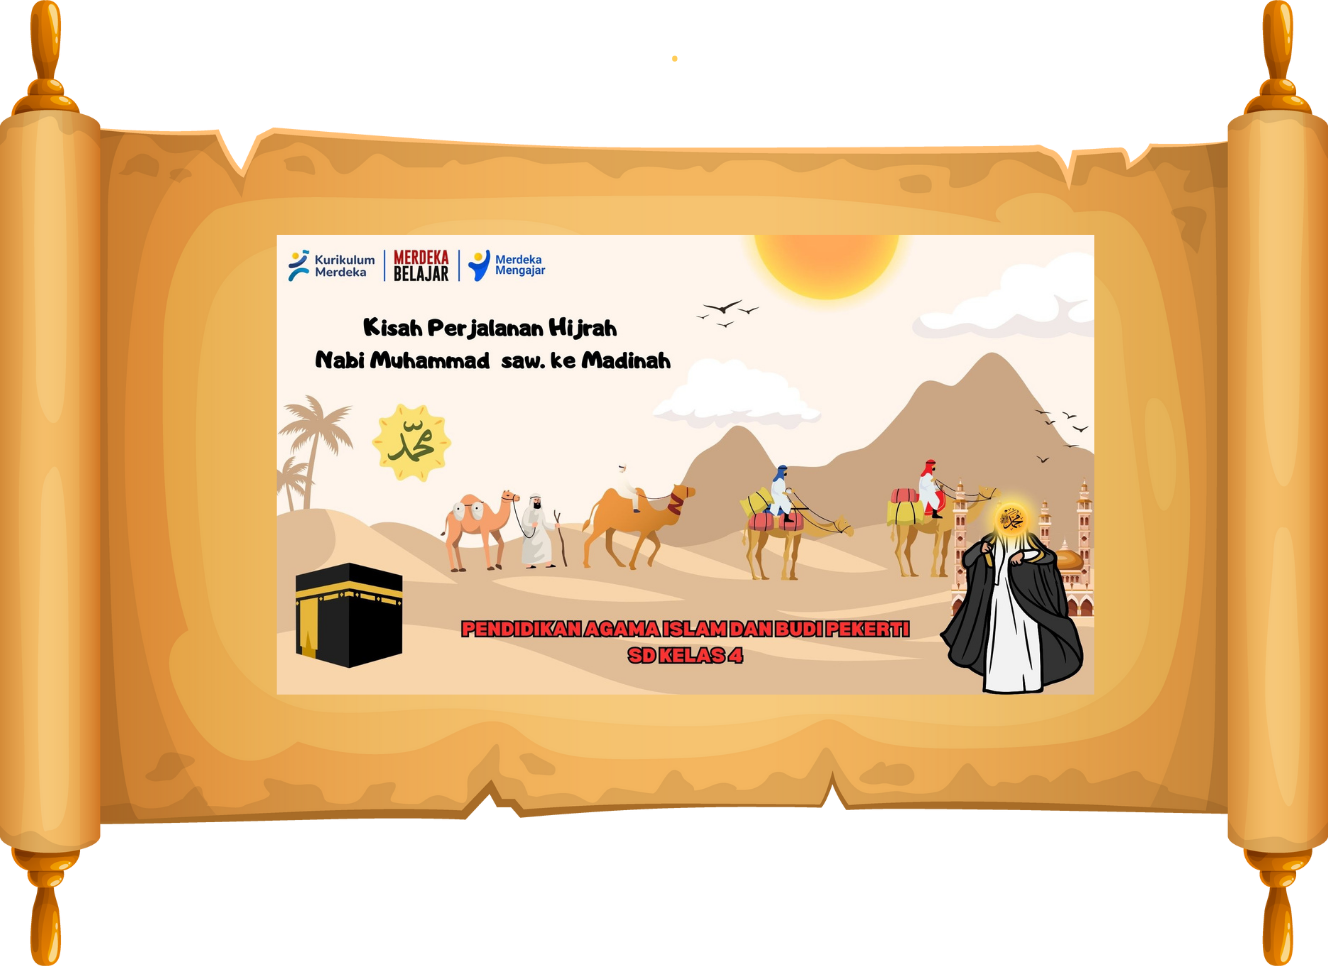 Kurikulum
Merdeka
MERDEKA
BELAJAR
Merdeka
Mengajar
Kisah Perjalanan Hijrah
Nabi Muhammad saw. ke Madinah
محمد
محمد
PENDIDIKAN AGAMA ISLAM DAN BUDI PEKERTI
SD KELAS 4